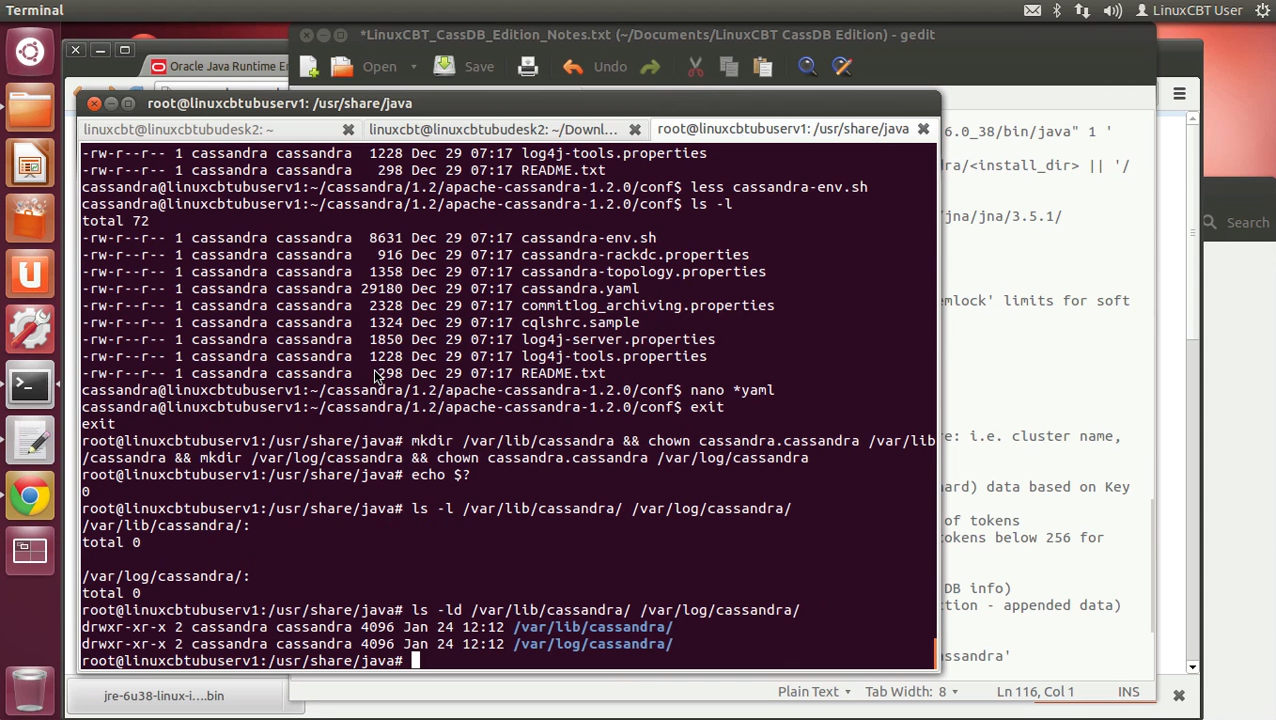 Terminal
LinuxCBT User
*LinuxCBT_CassDB_Edition_Notes.txt (~/Documents/LinuxCBT CassDB Edition) - gedit
Oracle Java Runtime En
Open
Save
Undo
root@linuxcbtubuserv1: /usr/share/java
linuxcbt@linuxcbtubudesk2: ~
linuxcbt@linuxcbtubudesk2: ~/Downl...
root@linuxcbtubuserv1: /usr/share/java
-rw-r--r-- 1 cassandra cassandra  1228 Dec 29 07:17 log4j-tools.properties
-rw-r--r-- 1 cassandra cassandra   298 Dec 29 07:17 README.txt
cassandra@linuxcbtubuserv1:~/cassandra/1.2/apache-cassandra-1.2.0/conf$ less cassandra-env.sh
cassandra@linuxcbtubuserv1:~/cassandra/1.2/apache-cassandra-1.2.0/conf$ ls -l
total 72
-rw-r--r-- 1 cassandra cassandra  8631 Dec 29 07:17 cassandra-env.sh
-rw-r--r-- 1 cassandra cassandra   916 Dec 29 07:17 cassandra-rackdc.properties
-rw-r--r-- 1 cassandra cassandra  1358 Dec 29 07:17 cassandra-topology.properties
-rw-r--r-- 1 cassandra cassandra 29180 Dec 29 07:17 cassandra.yaml
-rw-r--r-- 1 cassandra cassandra  2328 Dec 29 07:17 commitlog_archiving.properties
-rw-r--r-- 1 cassandra cassandra  1324 Dec 29 07:17 cqlshrc.sample
-rw-r--r-- 1 cassandra cassandra  1850 Dec 29 07:17 log4j-server.properties
-rw-r--r-- 1 cassandra cassandra  1228 Dec 29 07:17 log4j-tools.properties
-rw-r--r-- 1 cassandra cassandra   298 Dec 29 07:17 README.txt
cassandra@linuxcbtubuserv1:~/cassandra/1.2/apache-cassandra-1.2.0/conf$ nano *yaml
cassandra@linuxcbtubuserv1:~/cassandra/1.2/apache-cassandra-1.2.0/conf$ exit
exit
root@linuxcbtubuserv1:/usr/share/java# mkdir /var/lib/cassandra && chown cassandra.cassandra /var/lib
/cassandra && mkdir /var/log/cassandra && chown cassandra.cassandra /var/log/cassandra
root@linuxcbtubuserv1:/usr/share/java# echo $?
0
root@linuxcbtubuserv1:/usr/share/java# ls -l /var/lib/cassandra/ /var/log/cassandra/
/var/lib/cassandra/:
total 0
/var/log/cassandra/:
total 0
root@linuxcbtubuserv1:/usr/share/java# ls -ld /var/lib/cassandra/ /var/log/cassandra/
drwxr-xr-x 2 cassandra cassandra 4096 Jan 24 12:12 /var/lib/cassandra/
drwxr-xr-x 2 cassandra cassandra 4096 Jan 24 12:12 /var/log/cassandra/
root@linuxcbtubuserv1:/usr/share/java#
6.0_38/bin/java" 1 '
dra/<install_dir> || '/
jna/jna/3.5.1/
Search
emlock' limits for soft
re: i.e. cluster name,
ard) data based on Key
of tokens
okens below 256 for
DB info)
ction - appended data)
assandra'
jre-6u38-linux-i....bin
Plain Text
Tab Width: 8
Ln 116, Col 1
INS